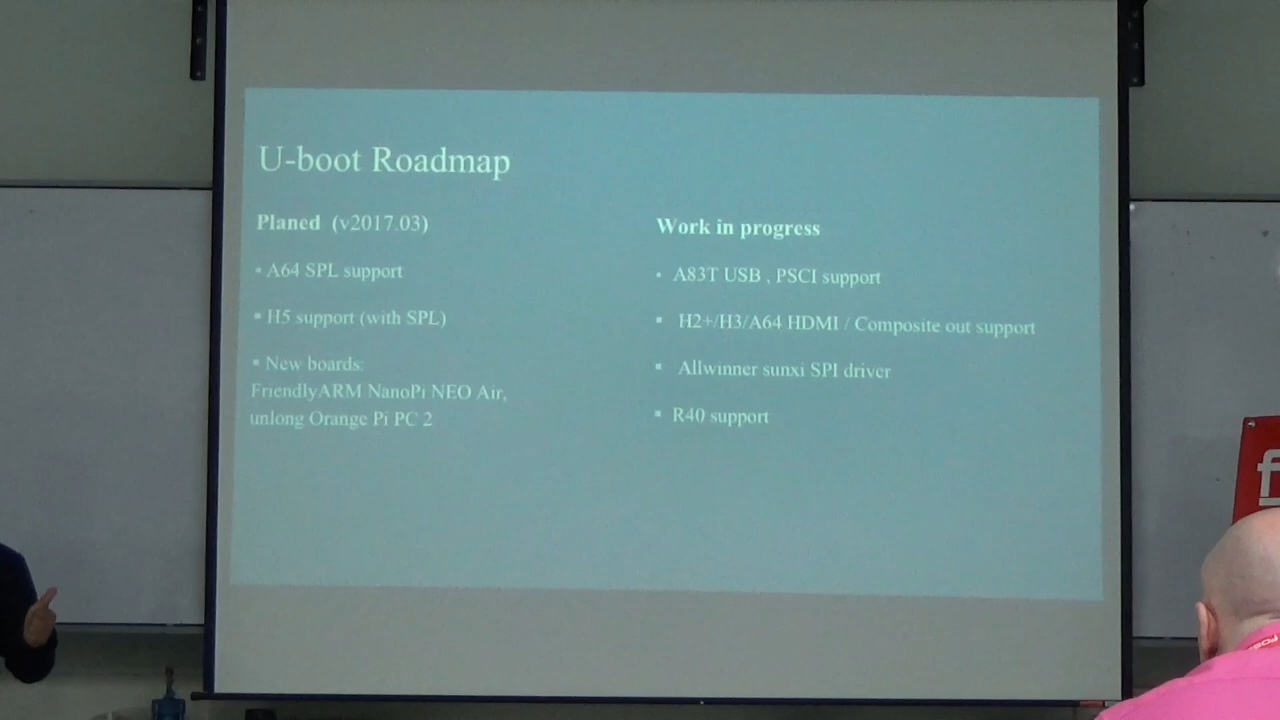 U-boot Roadmap
Planed (v2017.03)
▪ A64 SPL support
▪ H5 support (with SPL)
▪ New boards:
FriendlyARM NanoPi NEO Air,
unlong Orange Pi PC 2
Work in progress
▪ A83T USB , PSCI support
▪ H2+/H3/A64 HDMI / Composite out support
▪ Allwinner sunxi SPI driver
▪ R40 support
f